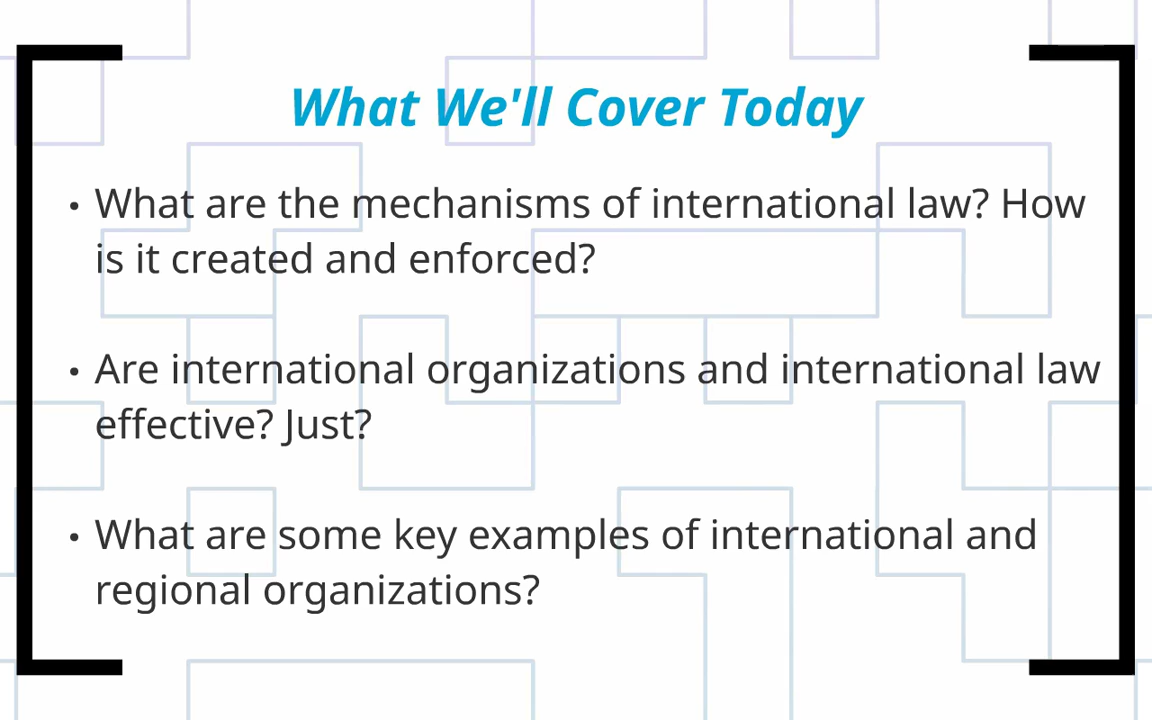 What We'll Cover Today
• What are the mechanisms of international law? How
is it created and enforced?
• Are international organizations and international law
effective? Just?
• What are some key examples of international and
regional organizations?